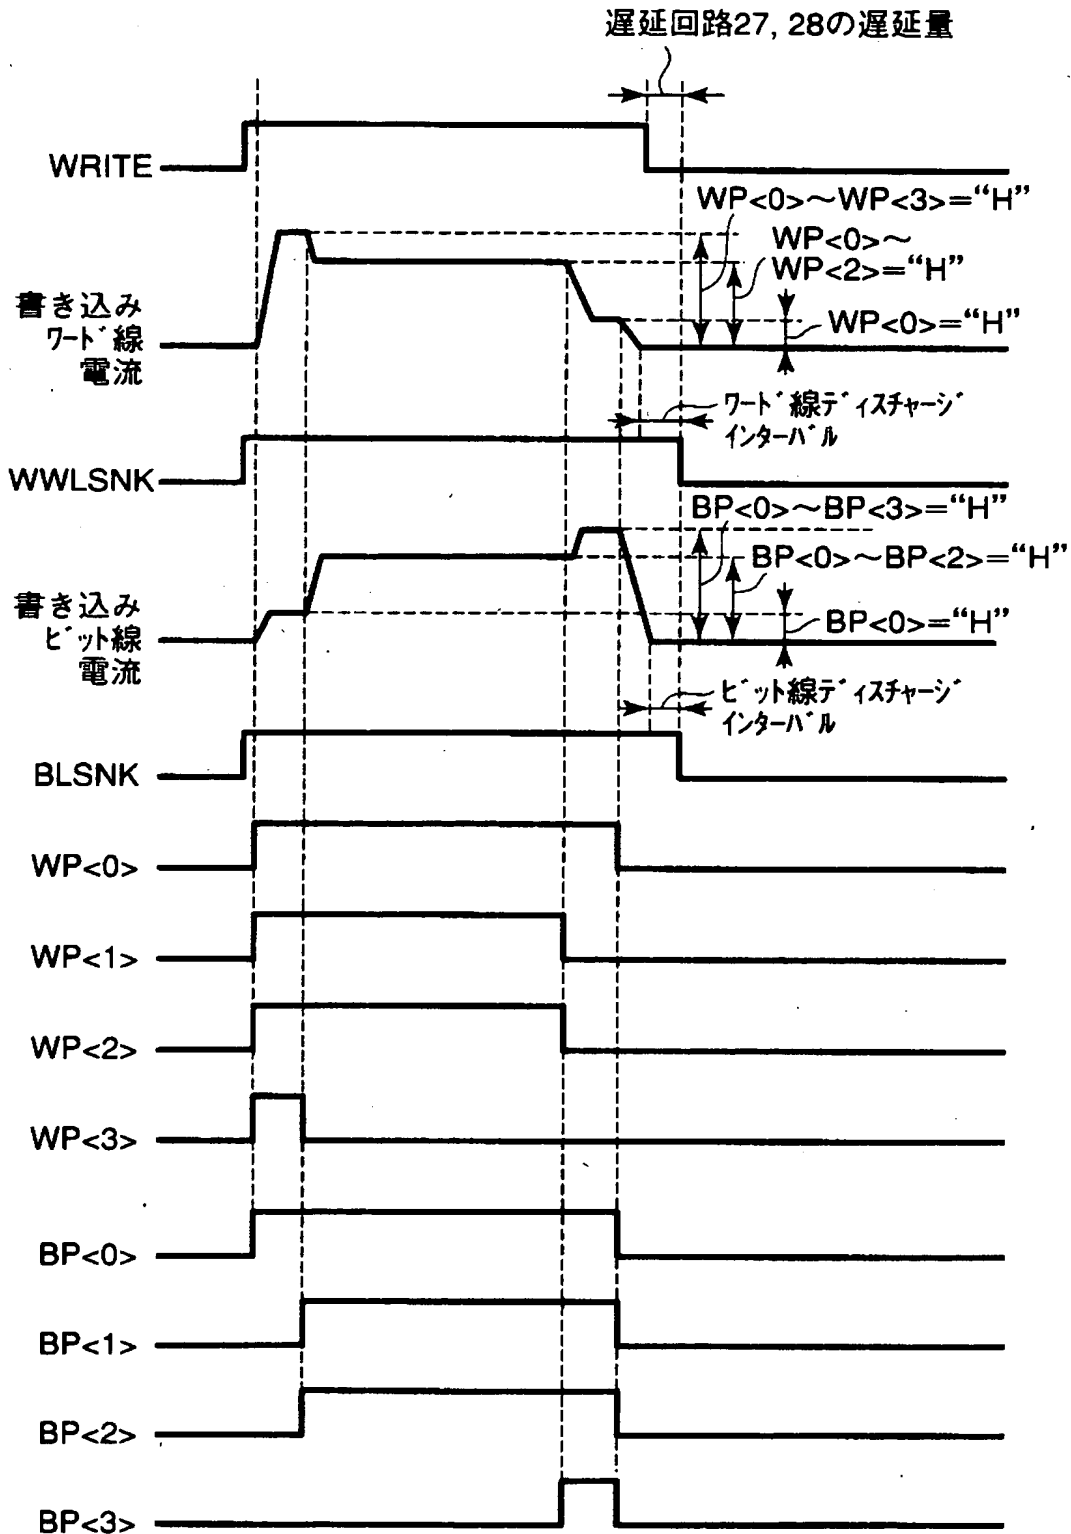 遅延回路27, 28の遅延量
WRITE
WP<0>～WP<3>=“H”
WP<0>～
WP<2>=“H”
WP<0>=“H”
書き込み
ワード線
電流
ワード線ディスチャージ
インターバル
WWLSNK
BP<0>～BP<3>=“H”
BP<0>～BP<2>=“H”
BP<0>=“H”
書き込み
ビット線
電流
ビット線ディスチャージ
インターバル
BLSNK
WP<0>
WP<1>
WP<2>
WP<3>
BP<0>
BP<1>
BP<2>
BP<3>